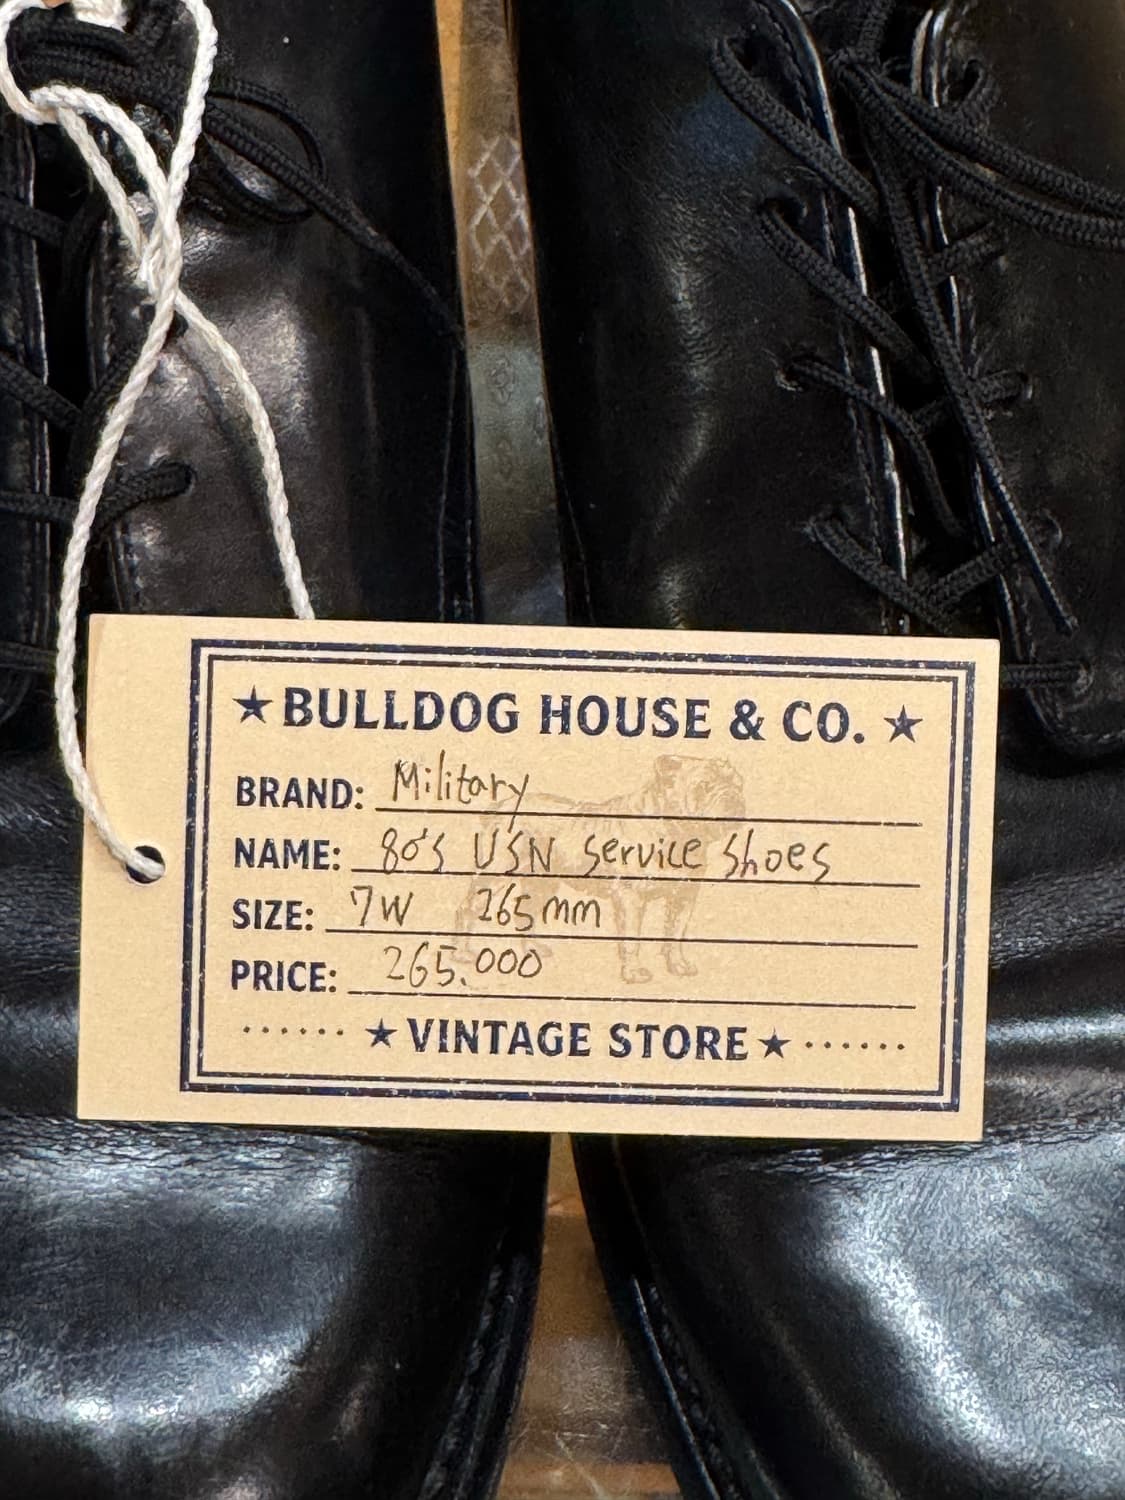 ★ BULLDOG HOUSE & CO. ★
BRAND: Military
NAME: 80's USN Service Shoes
SIZE: 7W 265mm
PRICE: 265.000
······ ★ VINTAGE STORE ★ ······